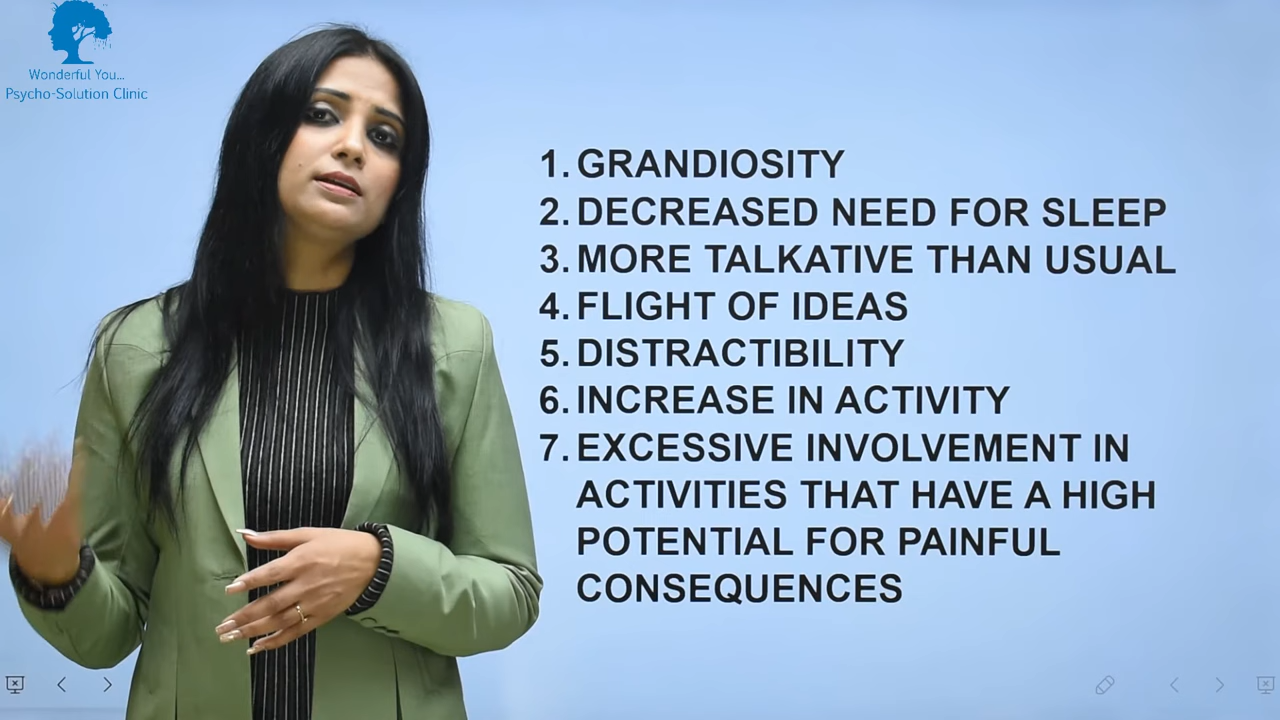 Wonderful You...
Psycho-Solution Clinic
1. GRANDIOSITY
2. DECREASED NEED FOR SLEEP
3. MORE TALKATIVE THAN USUAL
4. FLIGHT OF IDEAS
5. DISTRACTIBILITY
6. INCREASE IN ACTIVITY
7. EXCESSIVE INVOLVEMENT IN
ACTIVITIES THAT HAVE A HIGH
POTENTIAL FOR PAINFUL
CONSEQUENCES